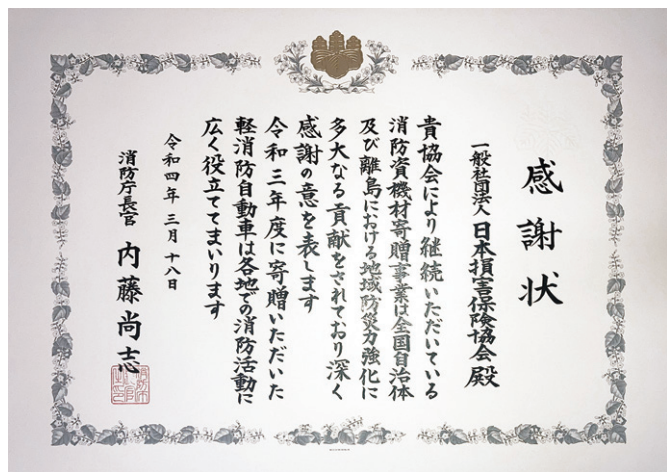 感謝状
一般社団法人 日本損害保険協会 殿
貴協会により継続いただいている
消防資機材寄贈事業は全国自治体
及び離島における地域防災力強化に
多大なる貢献をされており深く
感謝の意を表します
令和三年度に寄贈いただいた
軽消防自動車は各地での消防活動に
広く役立ててまいります
令和四年三月十八日
消防庁長官 内藤尚志